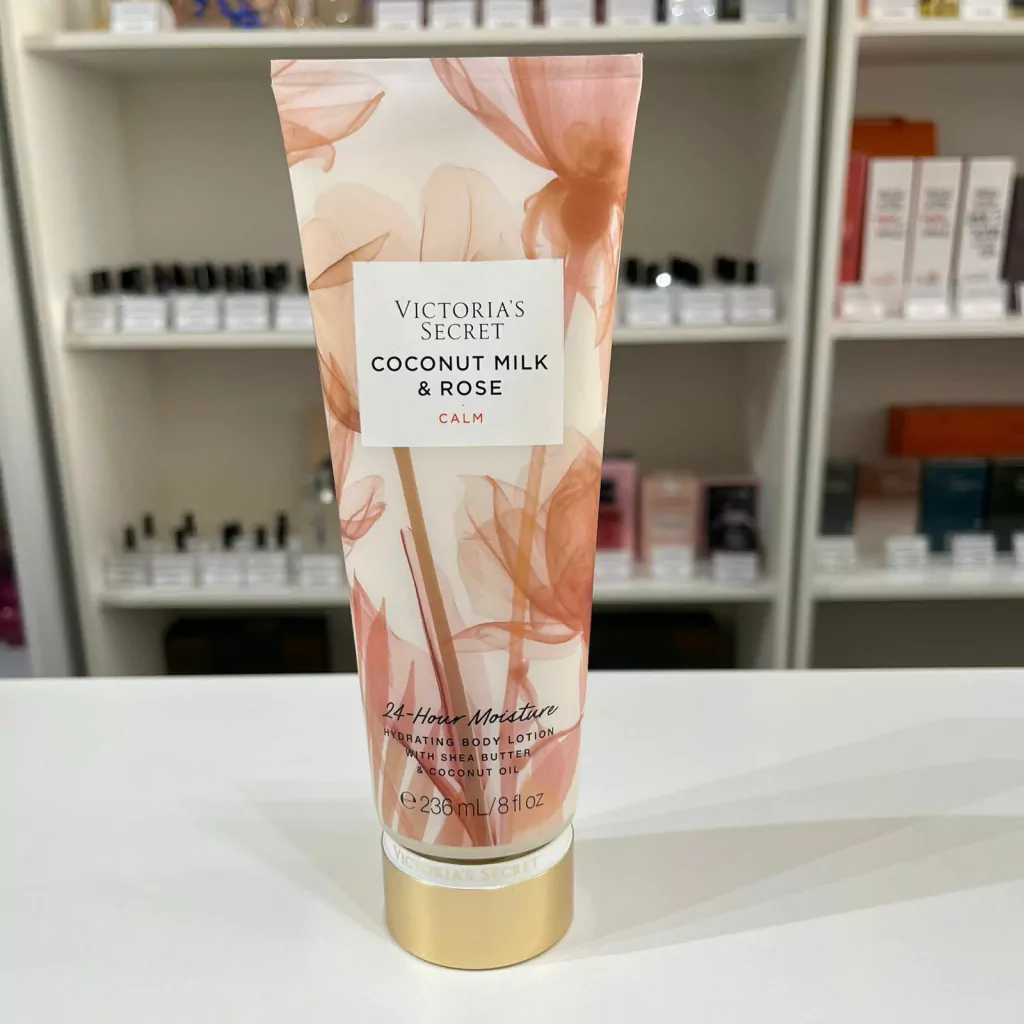 VICTORIA'S
SECRET
COCONUT MILK
& ROSE
CALM
24-Hour Moisture
HYDRATING BODY LOTION
WITH SHEA BUTTER
& COCONUT OIL
℮ 236 mL/8 fl oz
VICTORIA'S SECRET